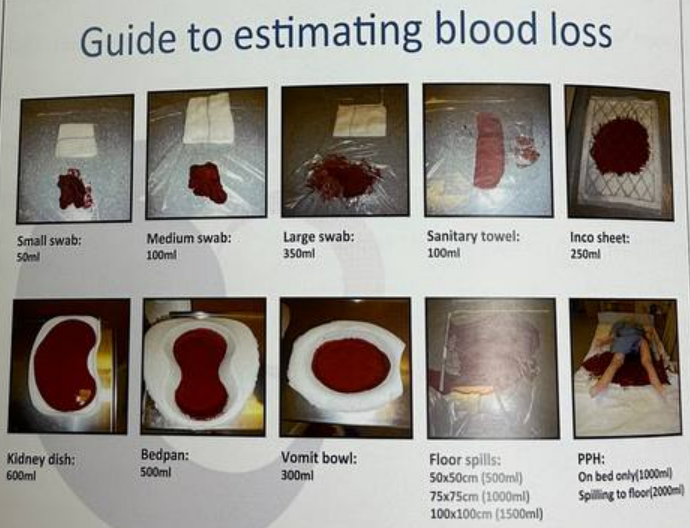 Guide to estimating blood loss
Small swab:
50ml
Medium swab:
100ml
Large swab:
350ml
Sanitary towel:
100ml
Inco sheet:
250ml
Kidney dish:
600ml
Bedpan:
500ml
Vomit bowl:
300ml
Floor spills:
50x50cm (500ml)
75x75cm (1000ml)
100x100cm (1500ml)
PPH:
On bed only(1000ml)
Spilling to floor(2000ml)